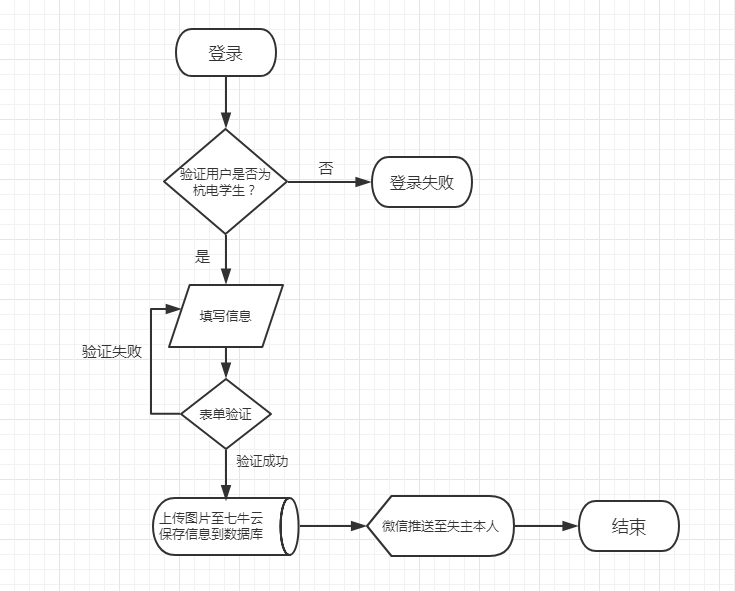 登录
验证用户是否为
杭电学生？
否
登录失败
是
填写信息
验证失败
表单验证
验证成功
上传图片至七牛云
保存信息到数据库
微信推送至失主本人
结束